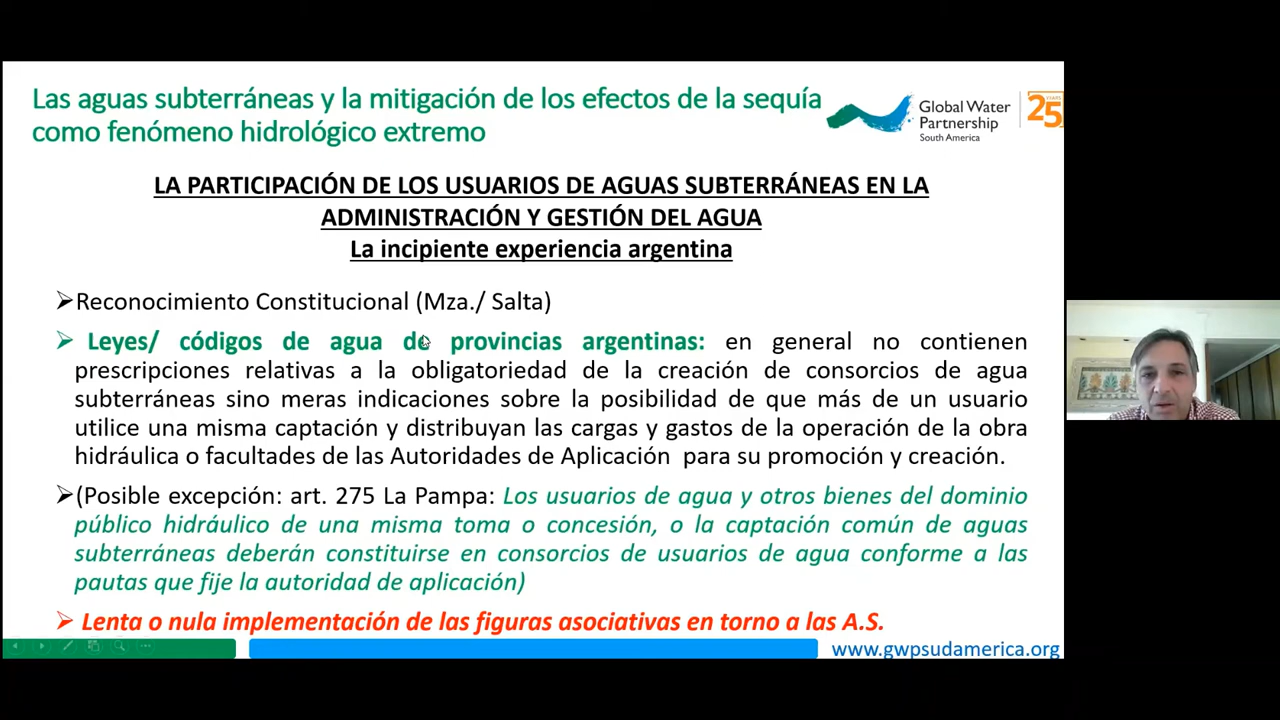 Las aguas subterráneas y la mitigación de los efectos de la sequía
como fenómeno hidrológico extremo
Global Water
Partnership
South America
25
LA PARTICIPACIÓN DE LOS USUARIOS DE AGUAS SUBTERRÁNEAS EN LA
ADMINISTRACIÓN Y GESTIÓN DEL AGUA
La incipiente experiencia argentina
Reconocimiento Constitucional (Mza./ Salta)
Leyes/ códigos de agua de provincias argentinas: en general no contienen
prescripciones relativas a la obligatoriedad de la creación de consorcios de agua
subterráneas sino meras indicaciones sobre la posibilidad de que más de un usuario
utilice una misma captación y distribuyan las cargas y gastos de la operación de la obra
hidráulica o facultades de las Autoridades de Aplicación para su promoción y creación.
(Posible excepción: art. 275 La Pampa: Los usuarios de agua y otros bienes del dominio
público hidráulico de una misma toma o concesión, o la captación común de aguas
subterráneas deberán constituirse en consorcios de usuarios de agua conforme a las
pautas que fije la autoridad de aplicación)
Lenta o nula implementación de las figuras asociativas en torno a las A.S.
www.gwpsudamerica.org